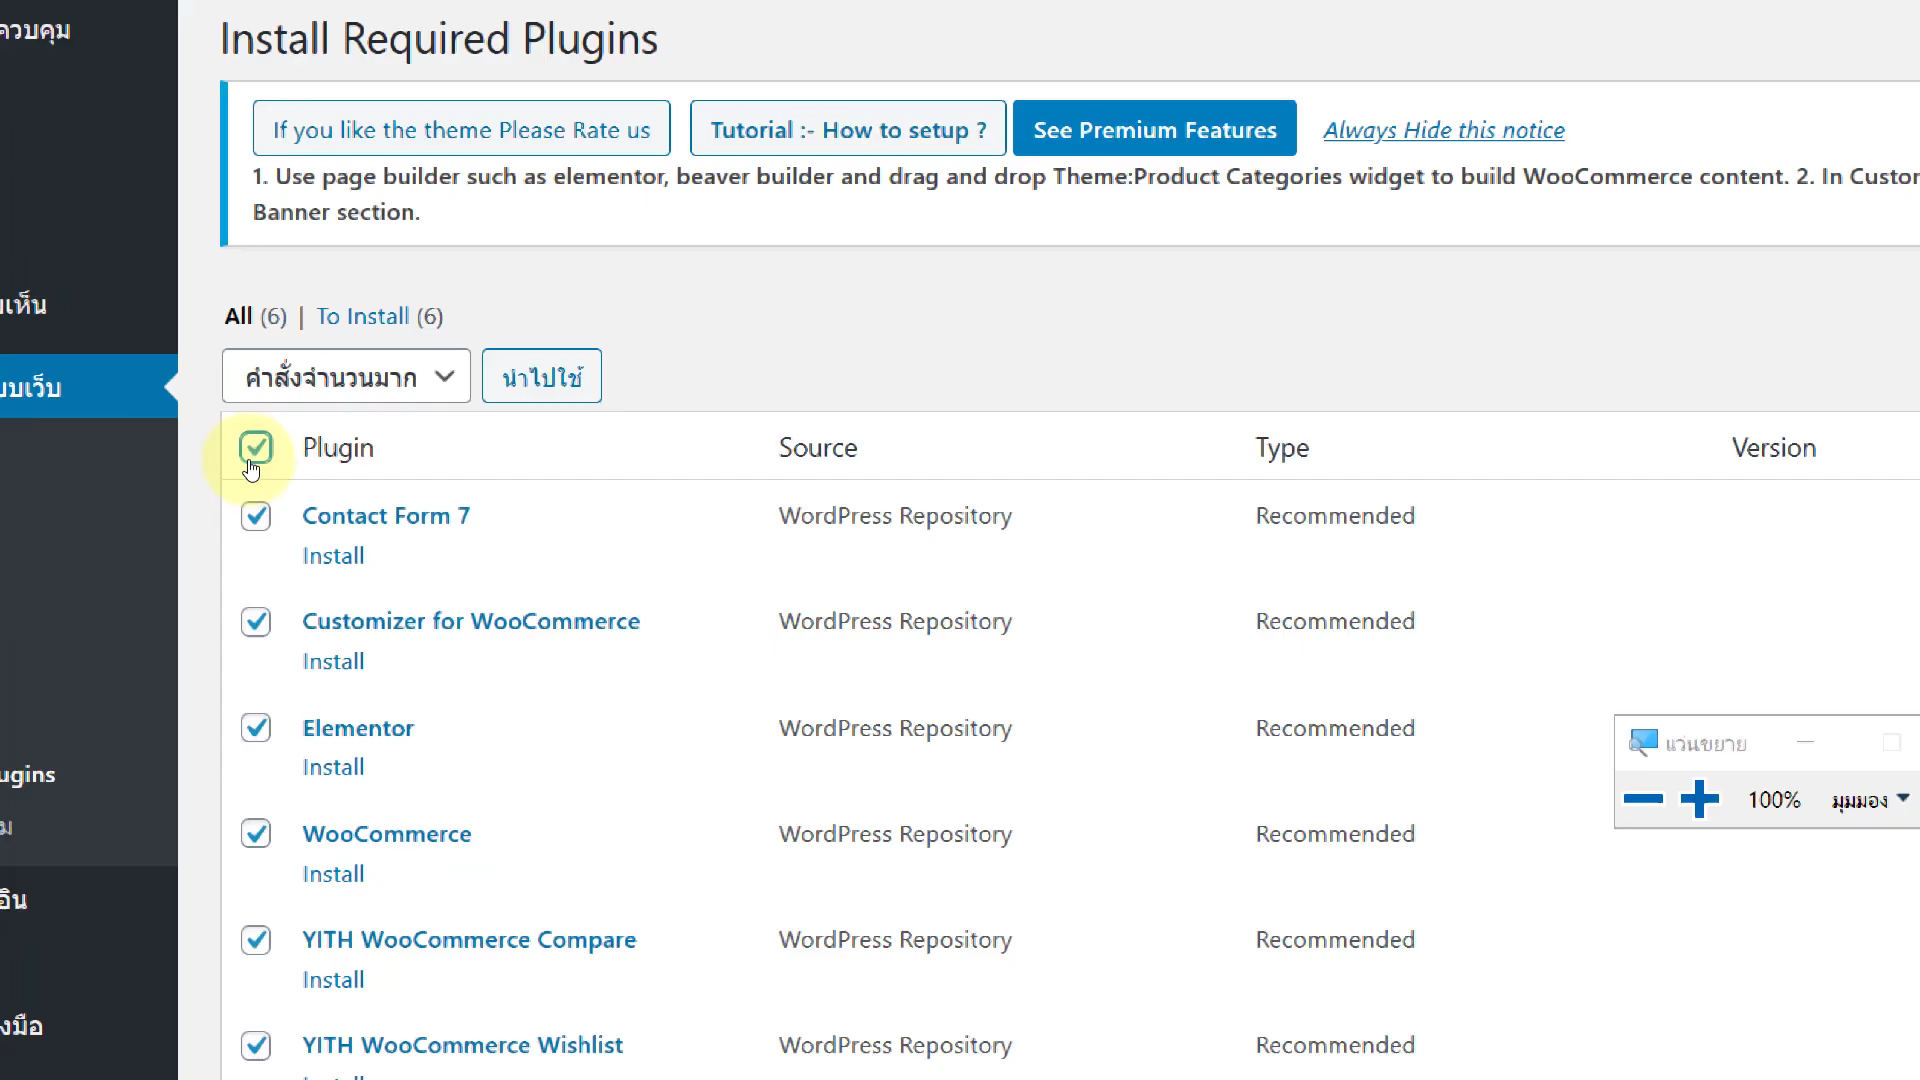 ควบคุม
Install Required Plugins
If you like the theme Please Rate us
Tutorial :- How to setup ?
See Premium Features
Always Hide this notice
1. Use page builder such as elementor, beaver builder and drag and drop Theme:Product Categories widget to build WooCommerce content. 2. In Custom
Banner section.
เห็น
All (6) | To Install (6)
คำสั่งจำนวนมาก
นำไปใช้
บเว็บ
Plugin Source Type Version
Contact Form 7 WordPress Repository Recommended
Install
Customizer for WooCommerce WordPress Repository Recommended
Install
Elementor WordPress Repository Recommended
Install
แว่นขยาย
ugins
100% มุมมอง
ม
WooCommerce WordPress Repository Recommended
Install
อิน
YITH WooCommerce Compare WordPress Repository Recommended
Install
งมือ
YITH WooCommerce Wishlist WordPress Repository Recommended